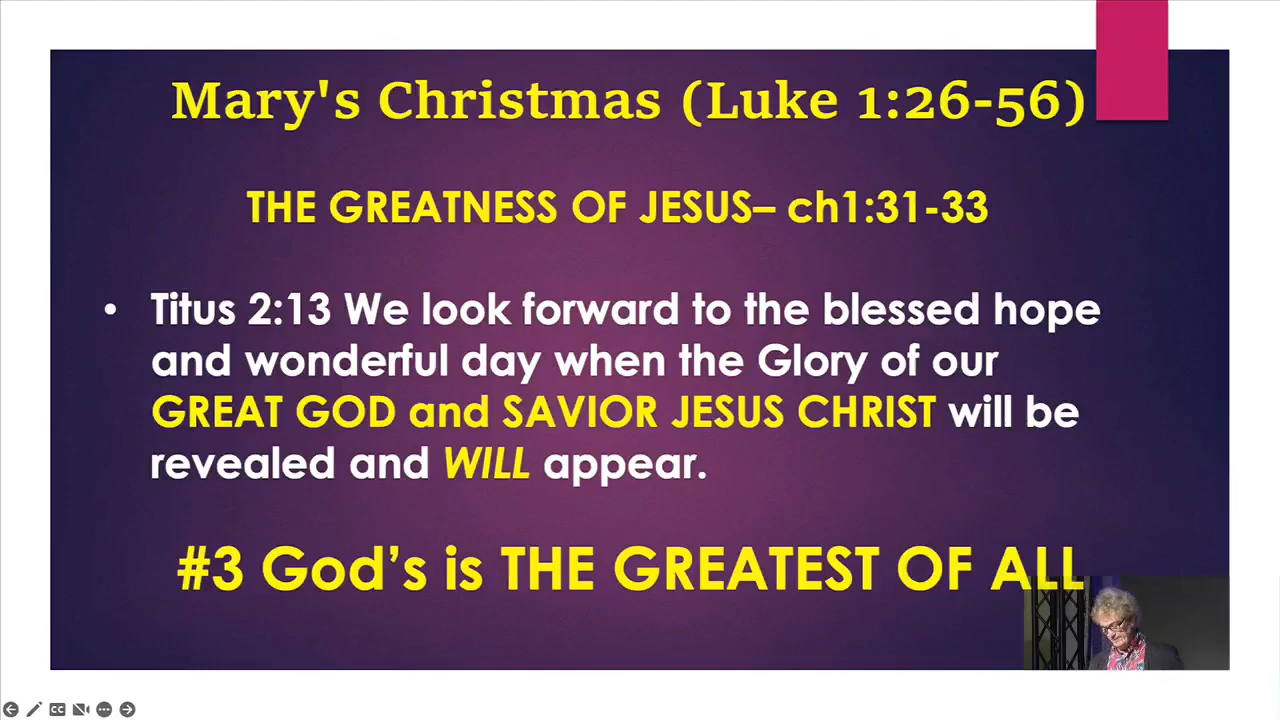 Mary's Christmas (Luke 1:26-56)
THE GREATNESS OF JESUS– ch1:31-33
• Titus 2:13 We look forward to the blessed hope
and wonderful day when the Glory of our
GREAT GOD and SAVIOR JESUS CHRIST will be
revealed and WILL appear.
#3 God’s is THE GREATEST OF ALL
CC